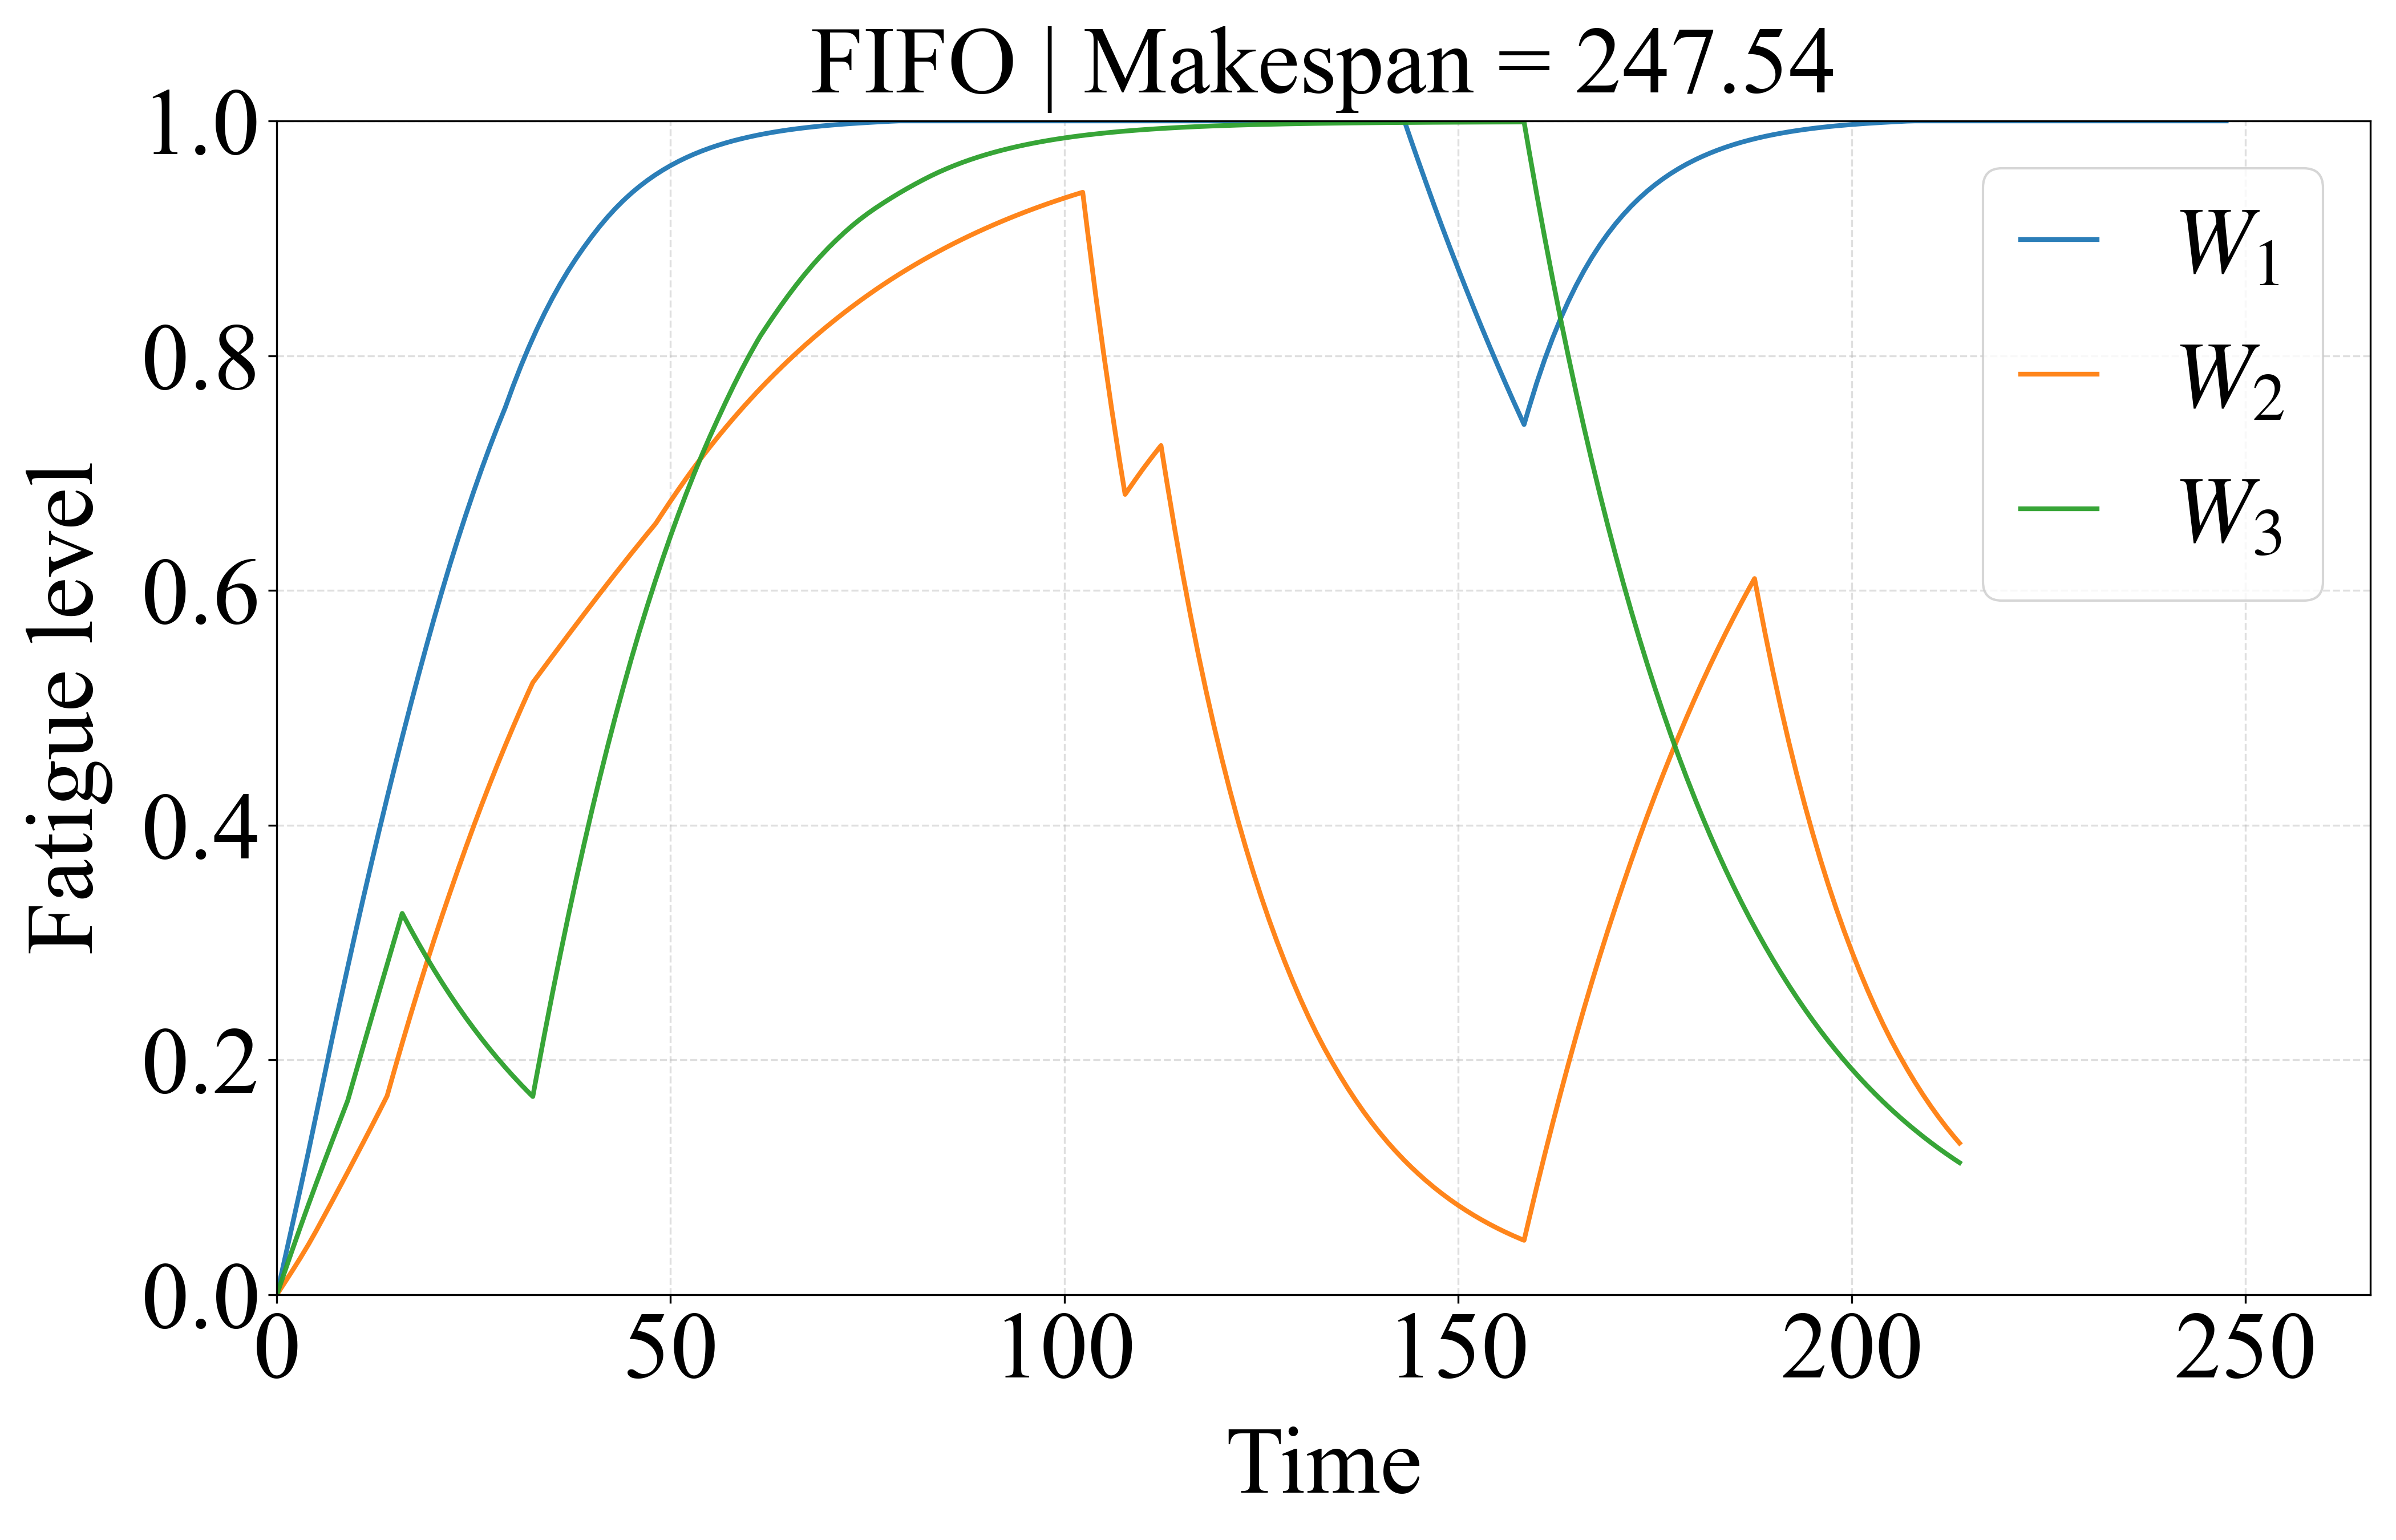 FIFO | Makespan = 247.54
Fatigue level
1.0
0.8
0.6
0.4
0.2
0.0
0 50 100 150 200 250
Time
W₁
W₂
W₃